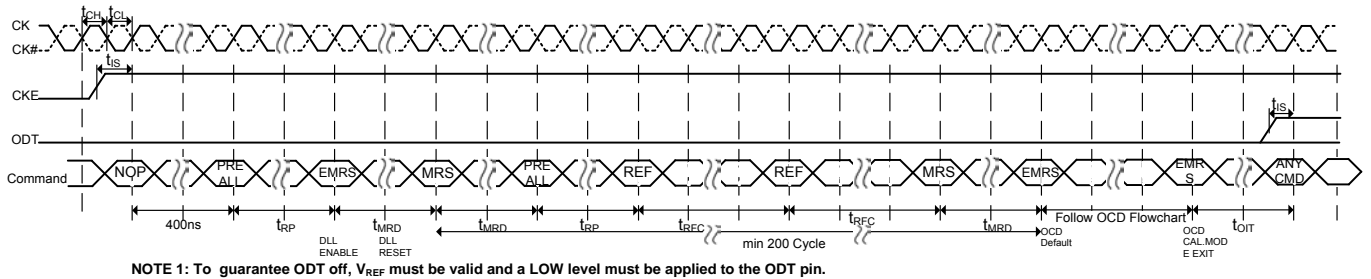 tCH tCL
CK
CK#
tIS
CKE
tIS
ODT
Command NOP PRE ALL EMRS MRS PRE ALL REF REF MRS EMRS EMR S ANY CMD
400ns tRP tMRD tMRD tRP tRFC tRFC tMRD Follow OCD Flowchart tOIT
DLL ENABLE
DLL RESET
min 200 Cycle
OCD Default
OCD CAL.MOD E EXIT
NOTE 1: To guarantee ODT off, VREF must be valid and a LOW level must be applied to the ODT pin.